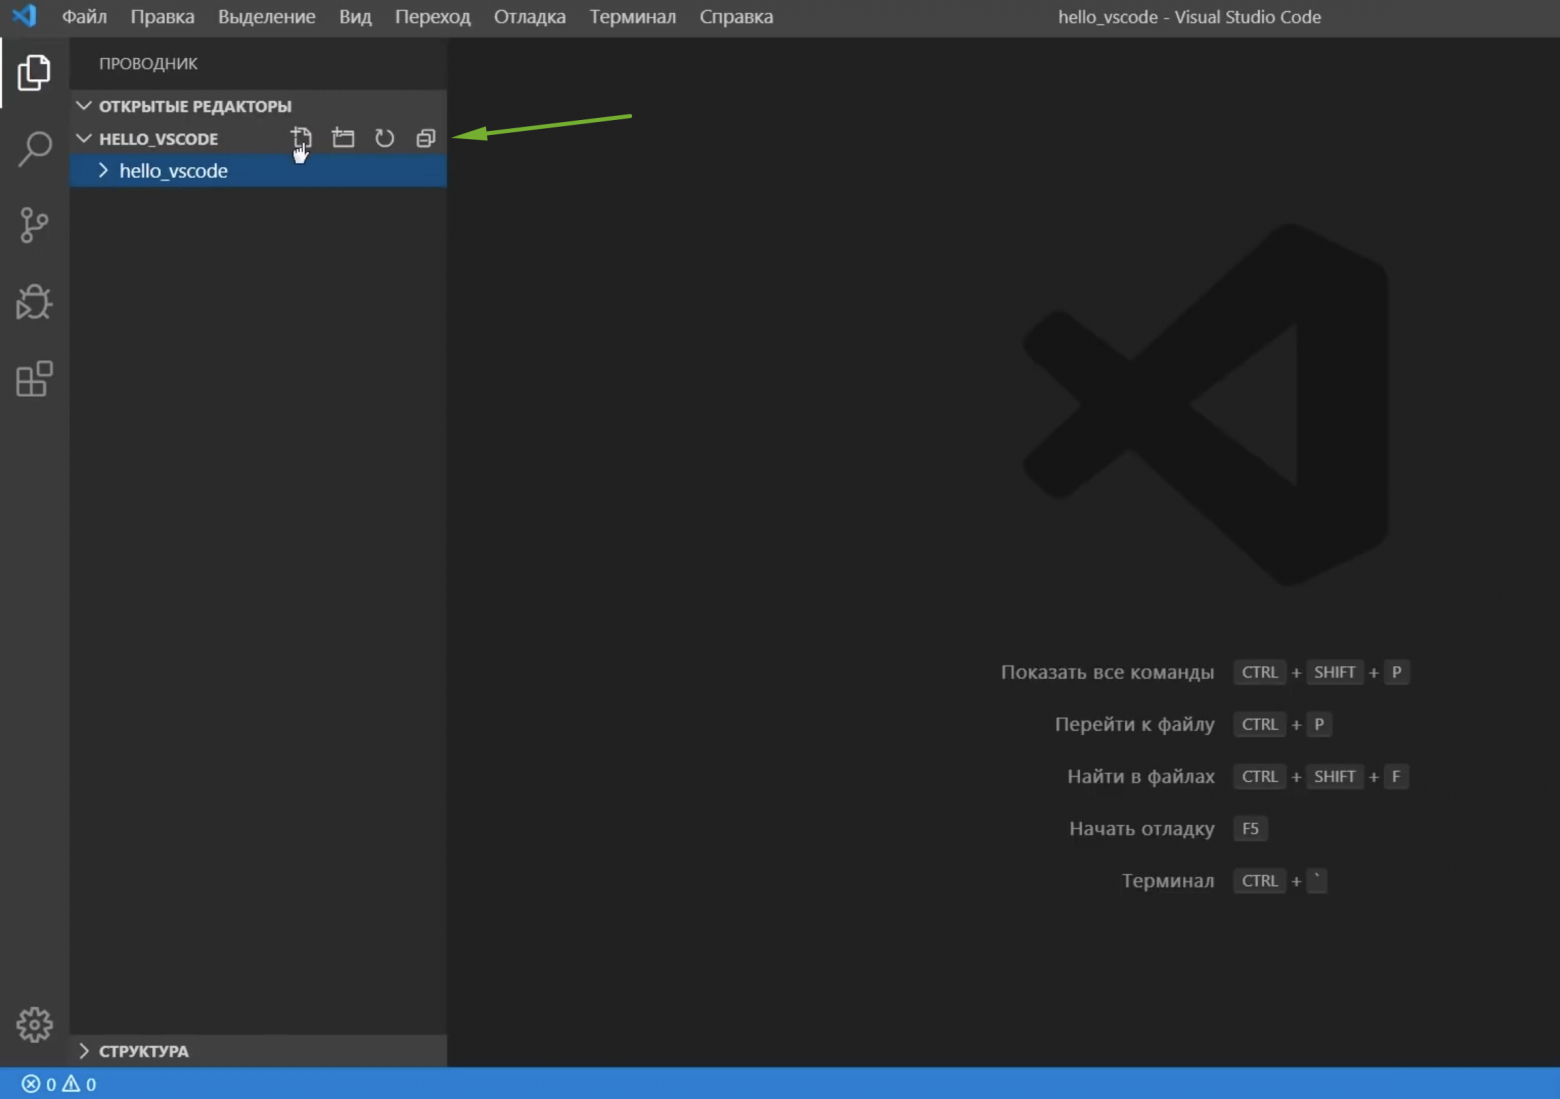 Файл Правка Выделение Вид Переход Отладка Терминал Справка hello_vscode - Visual Studio Code
ПРОВОДНИК
ОТКРЫТЫЕ РЕДАКТОРЫ
HELLO_VSCODE
hello_vscode
Показать все команды CTRL + SHIFT + P
Перейти к файлу CTRL + P
Найти в файлах CTRL + SHIFT + F
Начать отладку F5
Терминал CTRL + `
СТРУКТУРА
0 0